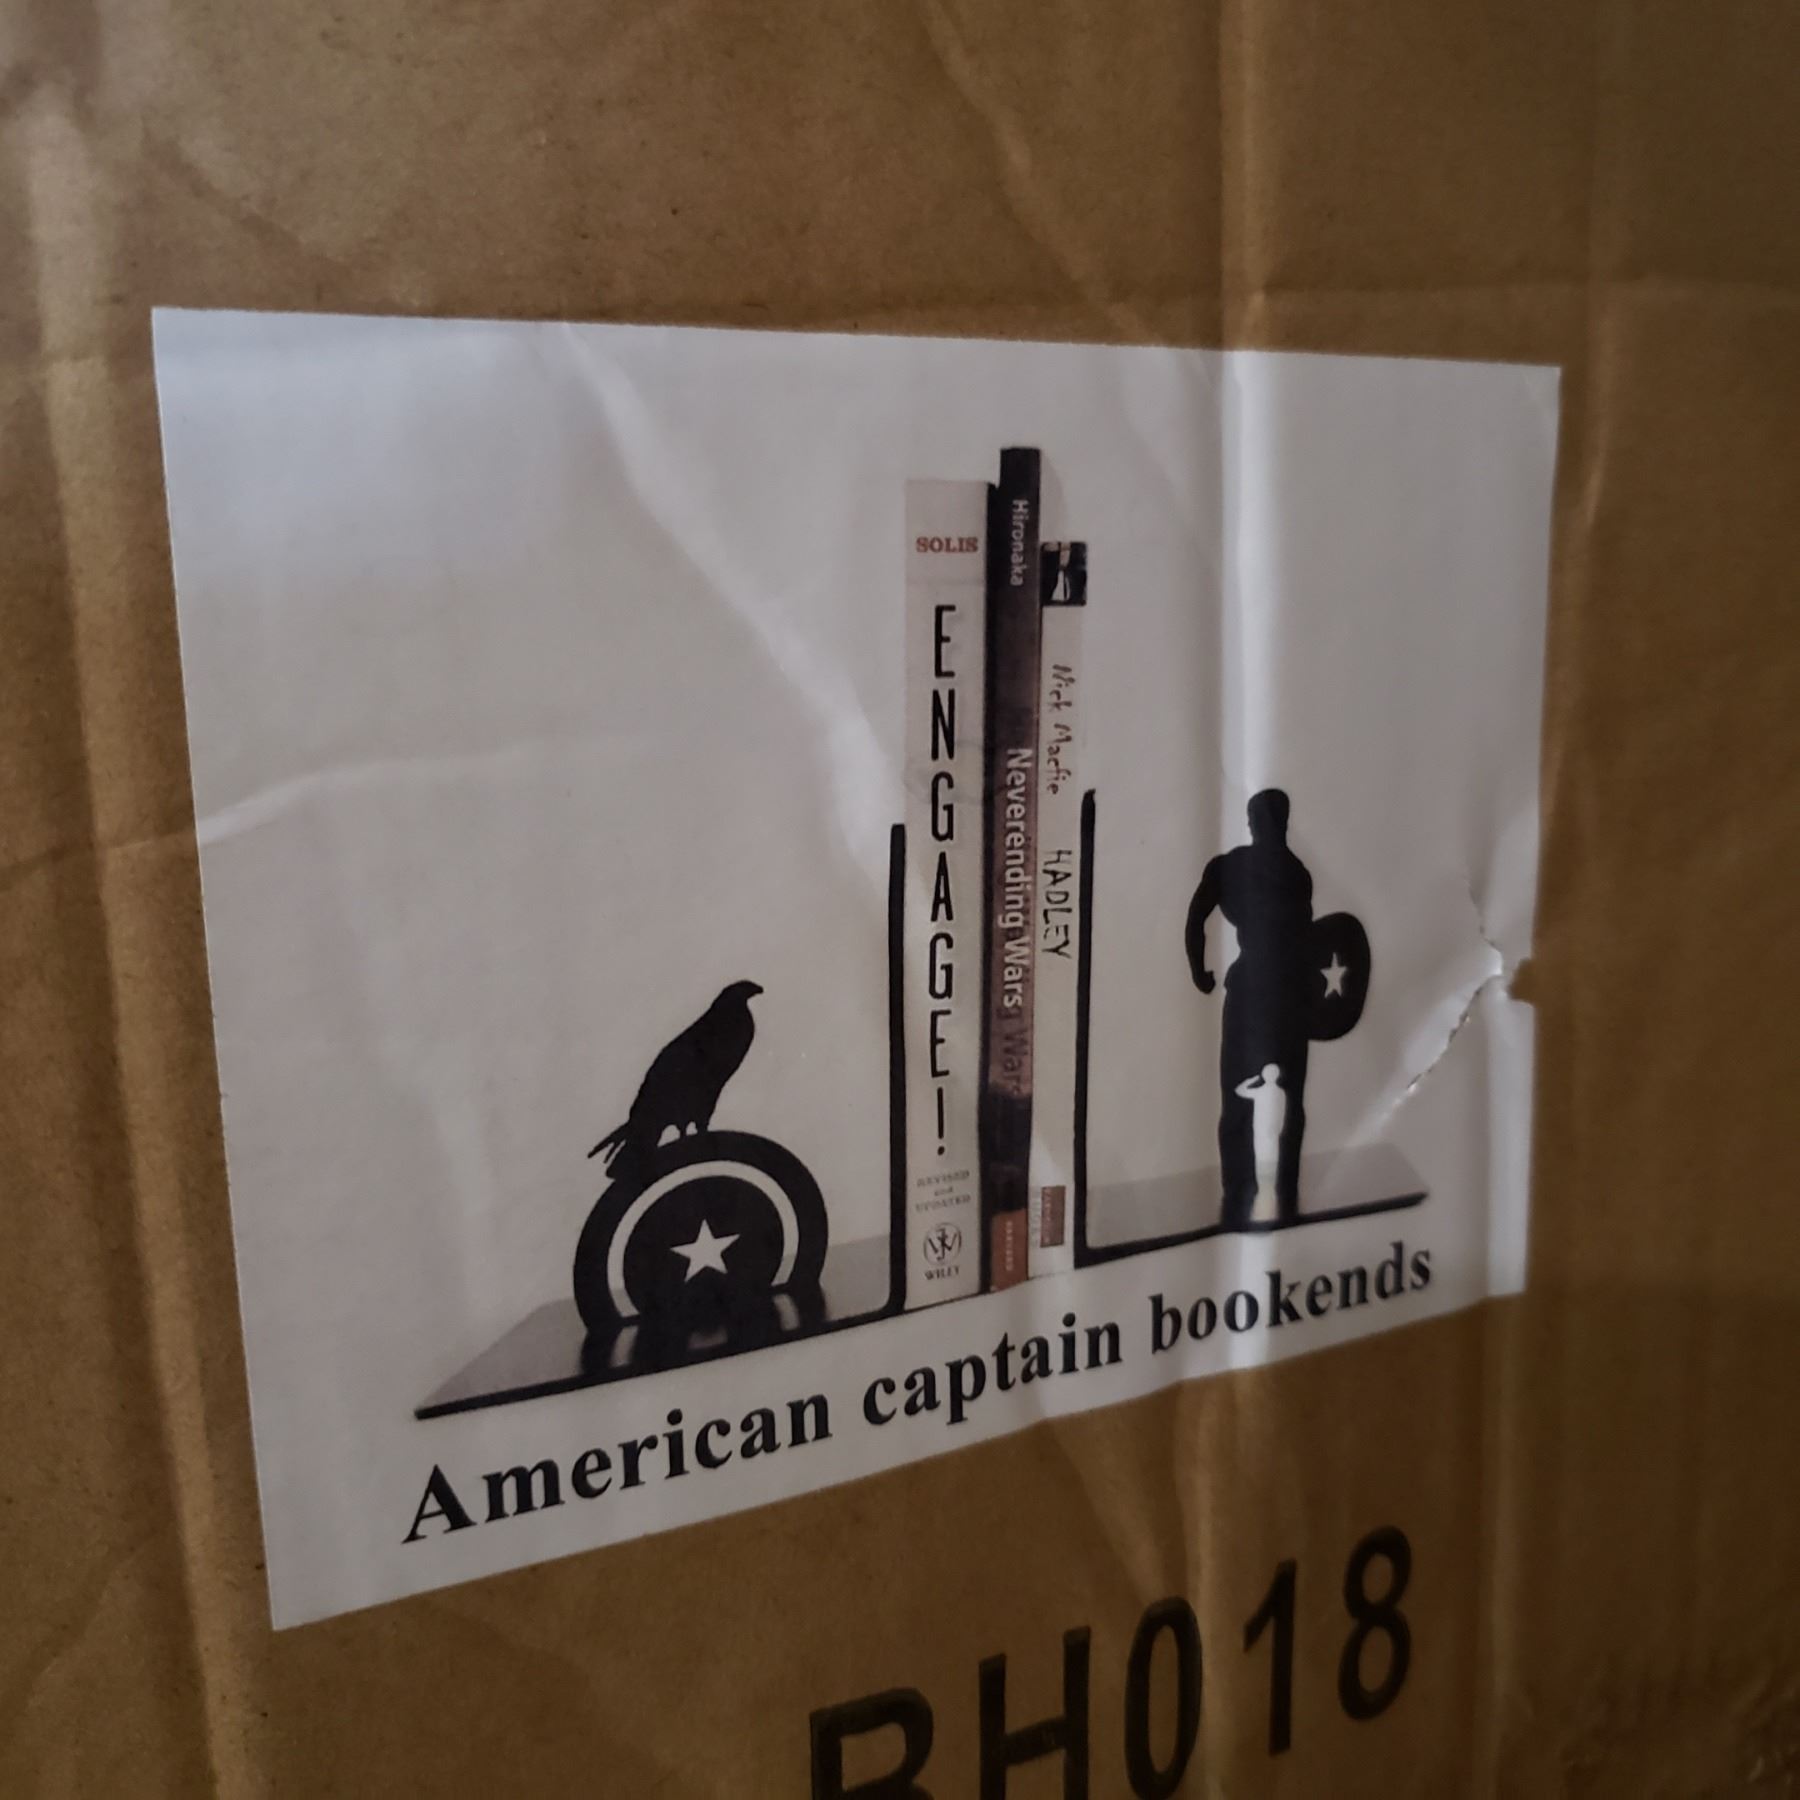 SOLIS
ENGAGE!
REVISED
and
UPDATED
WILEY
Hironaka
Neverending Wars
Nick Macfie
HADLEY
American captain bookends
BH018